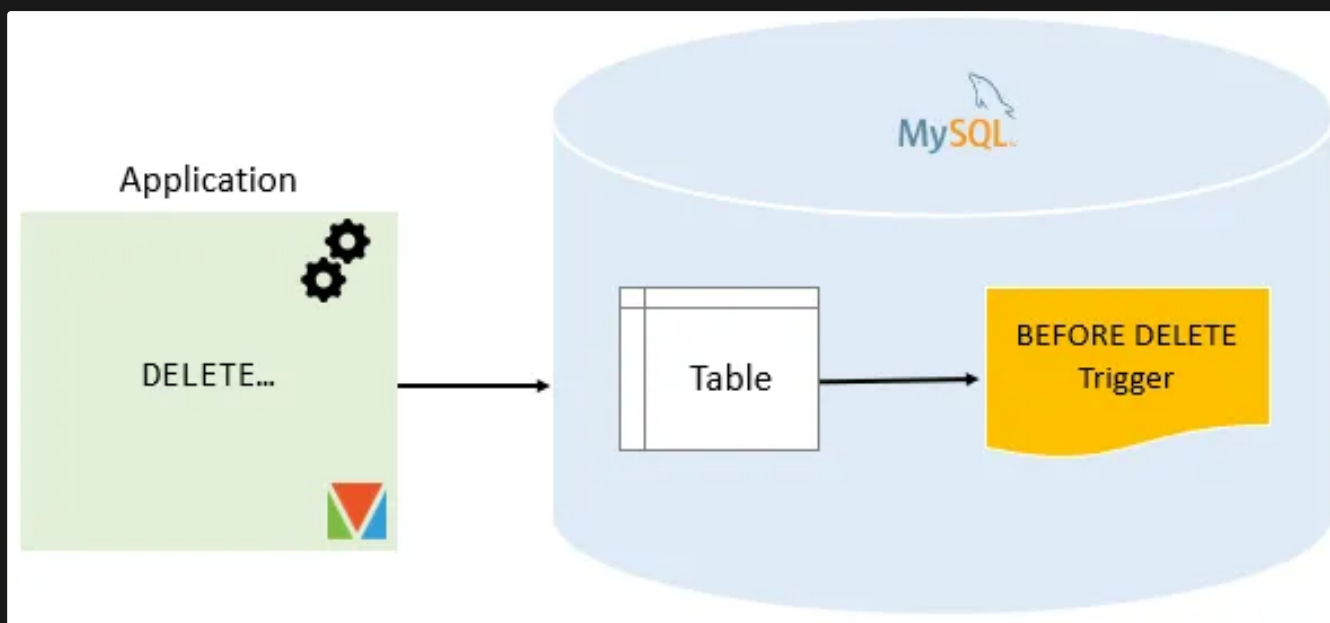 MySQL
Application
DELETE…
Table
BEFORE DELETE
Trigger